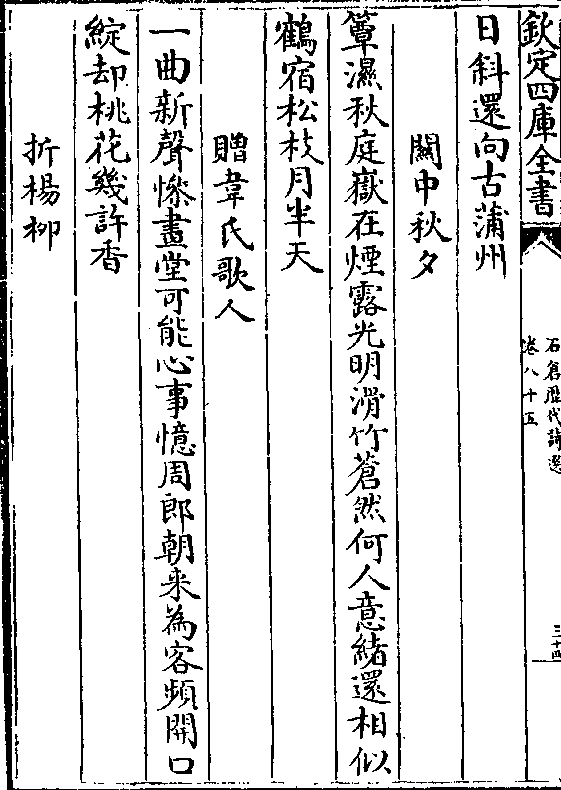 欽定四庫全書
石倉歷代詩選
卷八十五
三十四
日斜還向古蒲州
關中秋夕
簟濕秋庭嶽在煙露光明滑竹蒼然何人意緒還相似
鶴宿松枝月半天
贈韋氏歌人
一曲新聲慘畫堂可能心事憶周郎朝来為客頻開口
綻却桃花幾許香
折楊柳